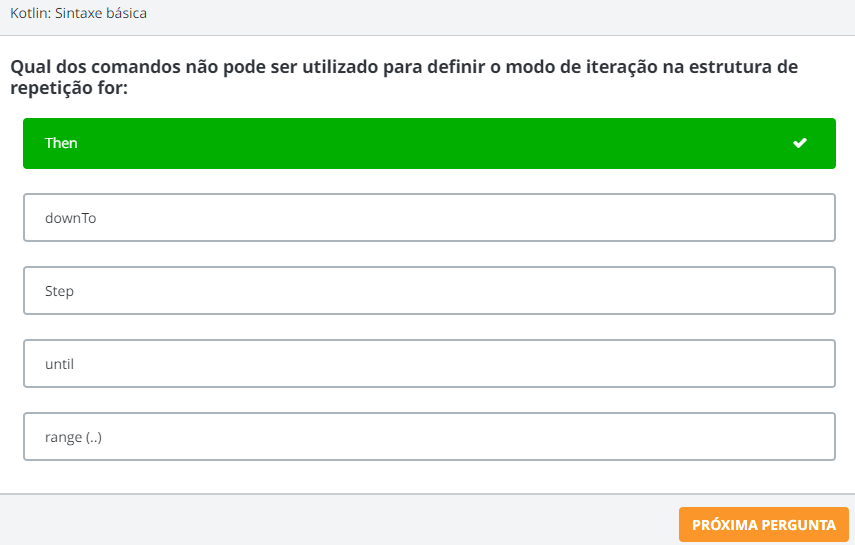 Kotlin: Sintaxe básica
Qual dos comandos não pode ser utilizado para definir o modo de iteração na estrutura de
repetição for:
Then
downTo
Step
until
range (..)
PRÓXIMA PERGUNTA